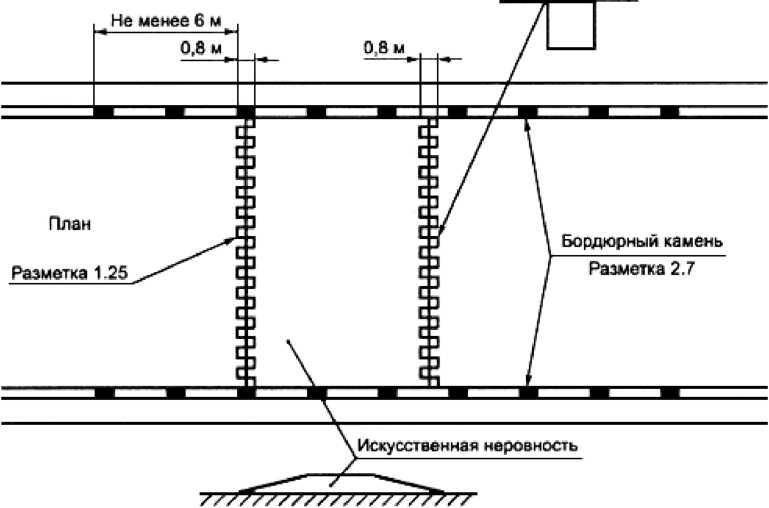 Не менее 6 м
0,8 м
0,8 м
План
Разметка 1.25
Бордюрный камень
Разметка 2.7
Искусственная неровность